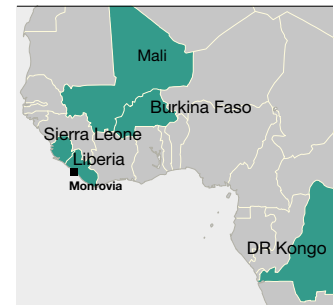 Mali
Burkina Faso
Sierra Leone
Liberia
Monrovia
DR Kongo